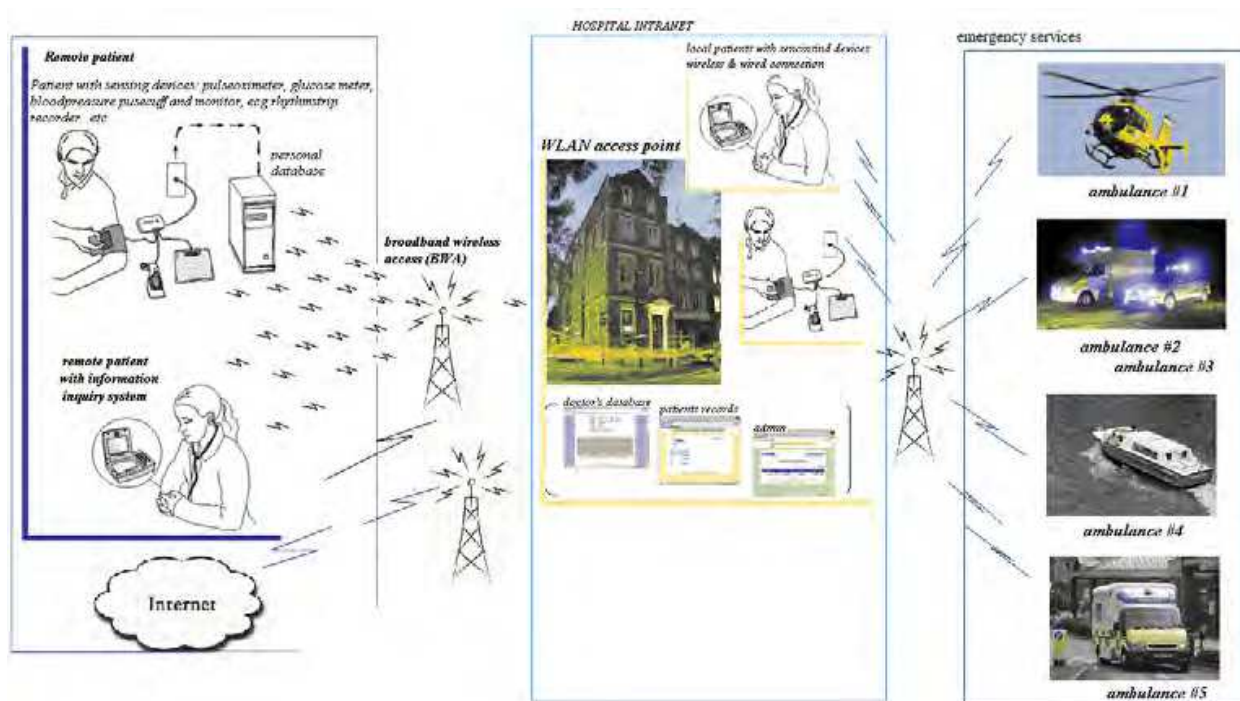 HOSPITAL INTRANET
emergency services
Remote patient
Patient with sensing devices: pulseoximeter, glucose meter,
bloodpreasure pusecuff and monitor, ecg rhythmstrip
recorder etc
personal
database
local patients with
devices
wireless & wired connection
WLAN access point
broadband wireless
access (BWA)
remote patient
with information
inquiry system
doctor's database
patients records
admin
Internet
ambulance #1
ambulance #2
ambulance #3
ambulance #4
ambulance #5